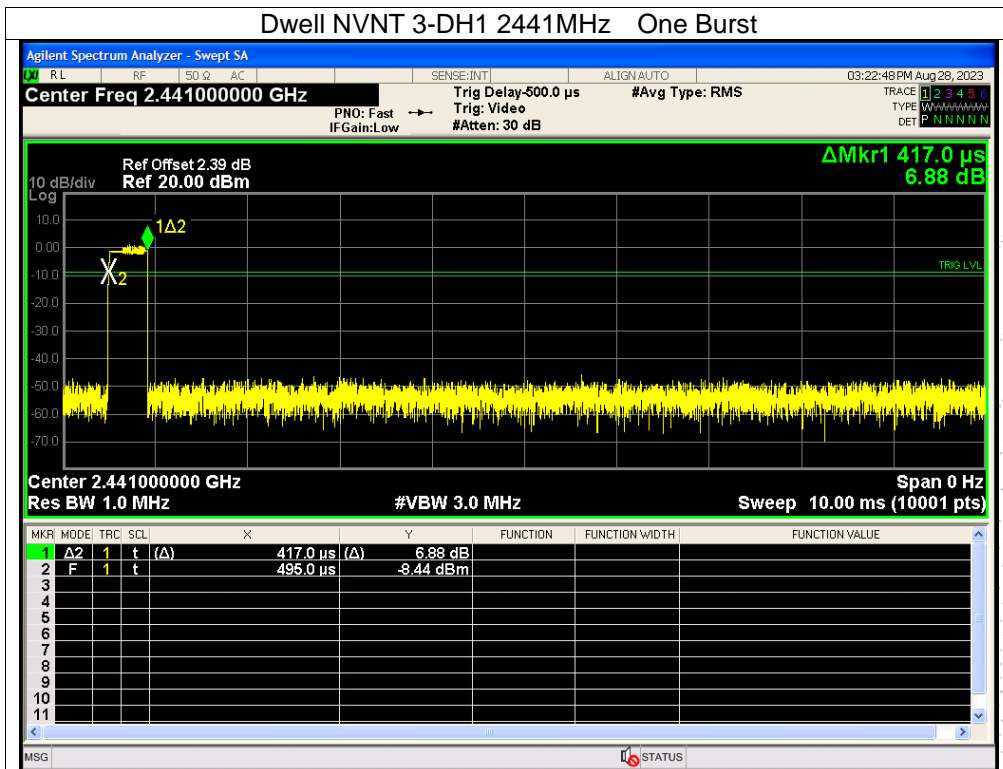 Dwell NVNT 3-DH1 2441MHz One Burst
Agilent Spectrum Analyzer - Swept SA
LXI RL RF 50 Ω AC SENSE:INT ALIGN AUTO 03:22:48 PM Aug 28, 2023
Center Freq 2.441000000 GHz Trig Delay-500.0 µs #Avg Type: RMS TRACE 1 2 3 4 5 6
PNO: Fast Trig: Video TYPE WWWWWW
IFGain:Low #Atten: 30 dB DET P N N N N N
ΔMkr1 417.0 µs
6.88 dB
Ref Offset 2.39 dB
10 dB/div Ref 20.00 dBm
Log
10.0
1Δ2
0.00
TRIG LVL
-10.0
2
-20.0
-30.0
-40.0
-50.0
-60.0
-70.0
Center 2.441000000 GHz Span 0 Hz
Res BW 1.0 MHz #VBW 3.0 MHz Sweep 10.00 ms (10001 pts)
MKR MODE TRC SCL X Y FUNCTION FUNCTION WIDTH FUNCTION VALUE
1 Δ2 1 t (Δ) 417.0 µs (Δ) 6.88 dB
2 F 1 t 495.0 µs -8.44 dBm
3
4
5
6
7
8
9
10
11
MSG STATUS